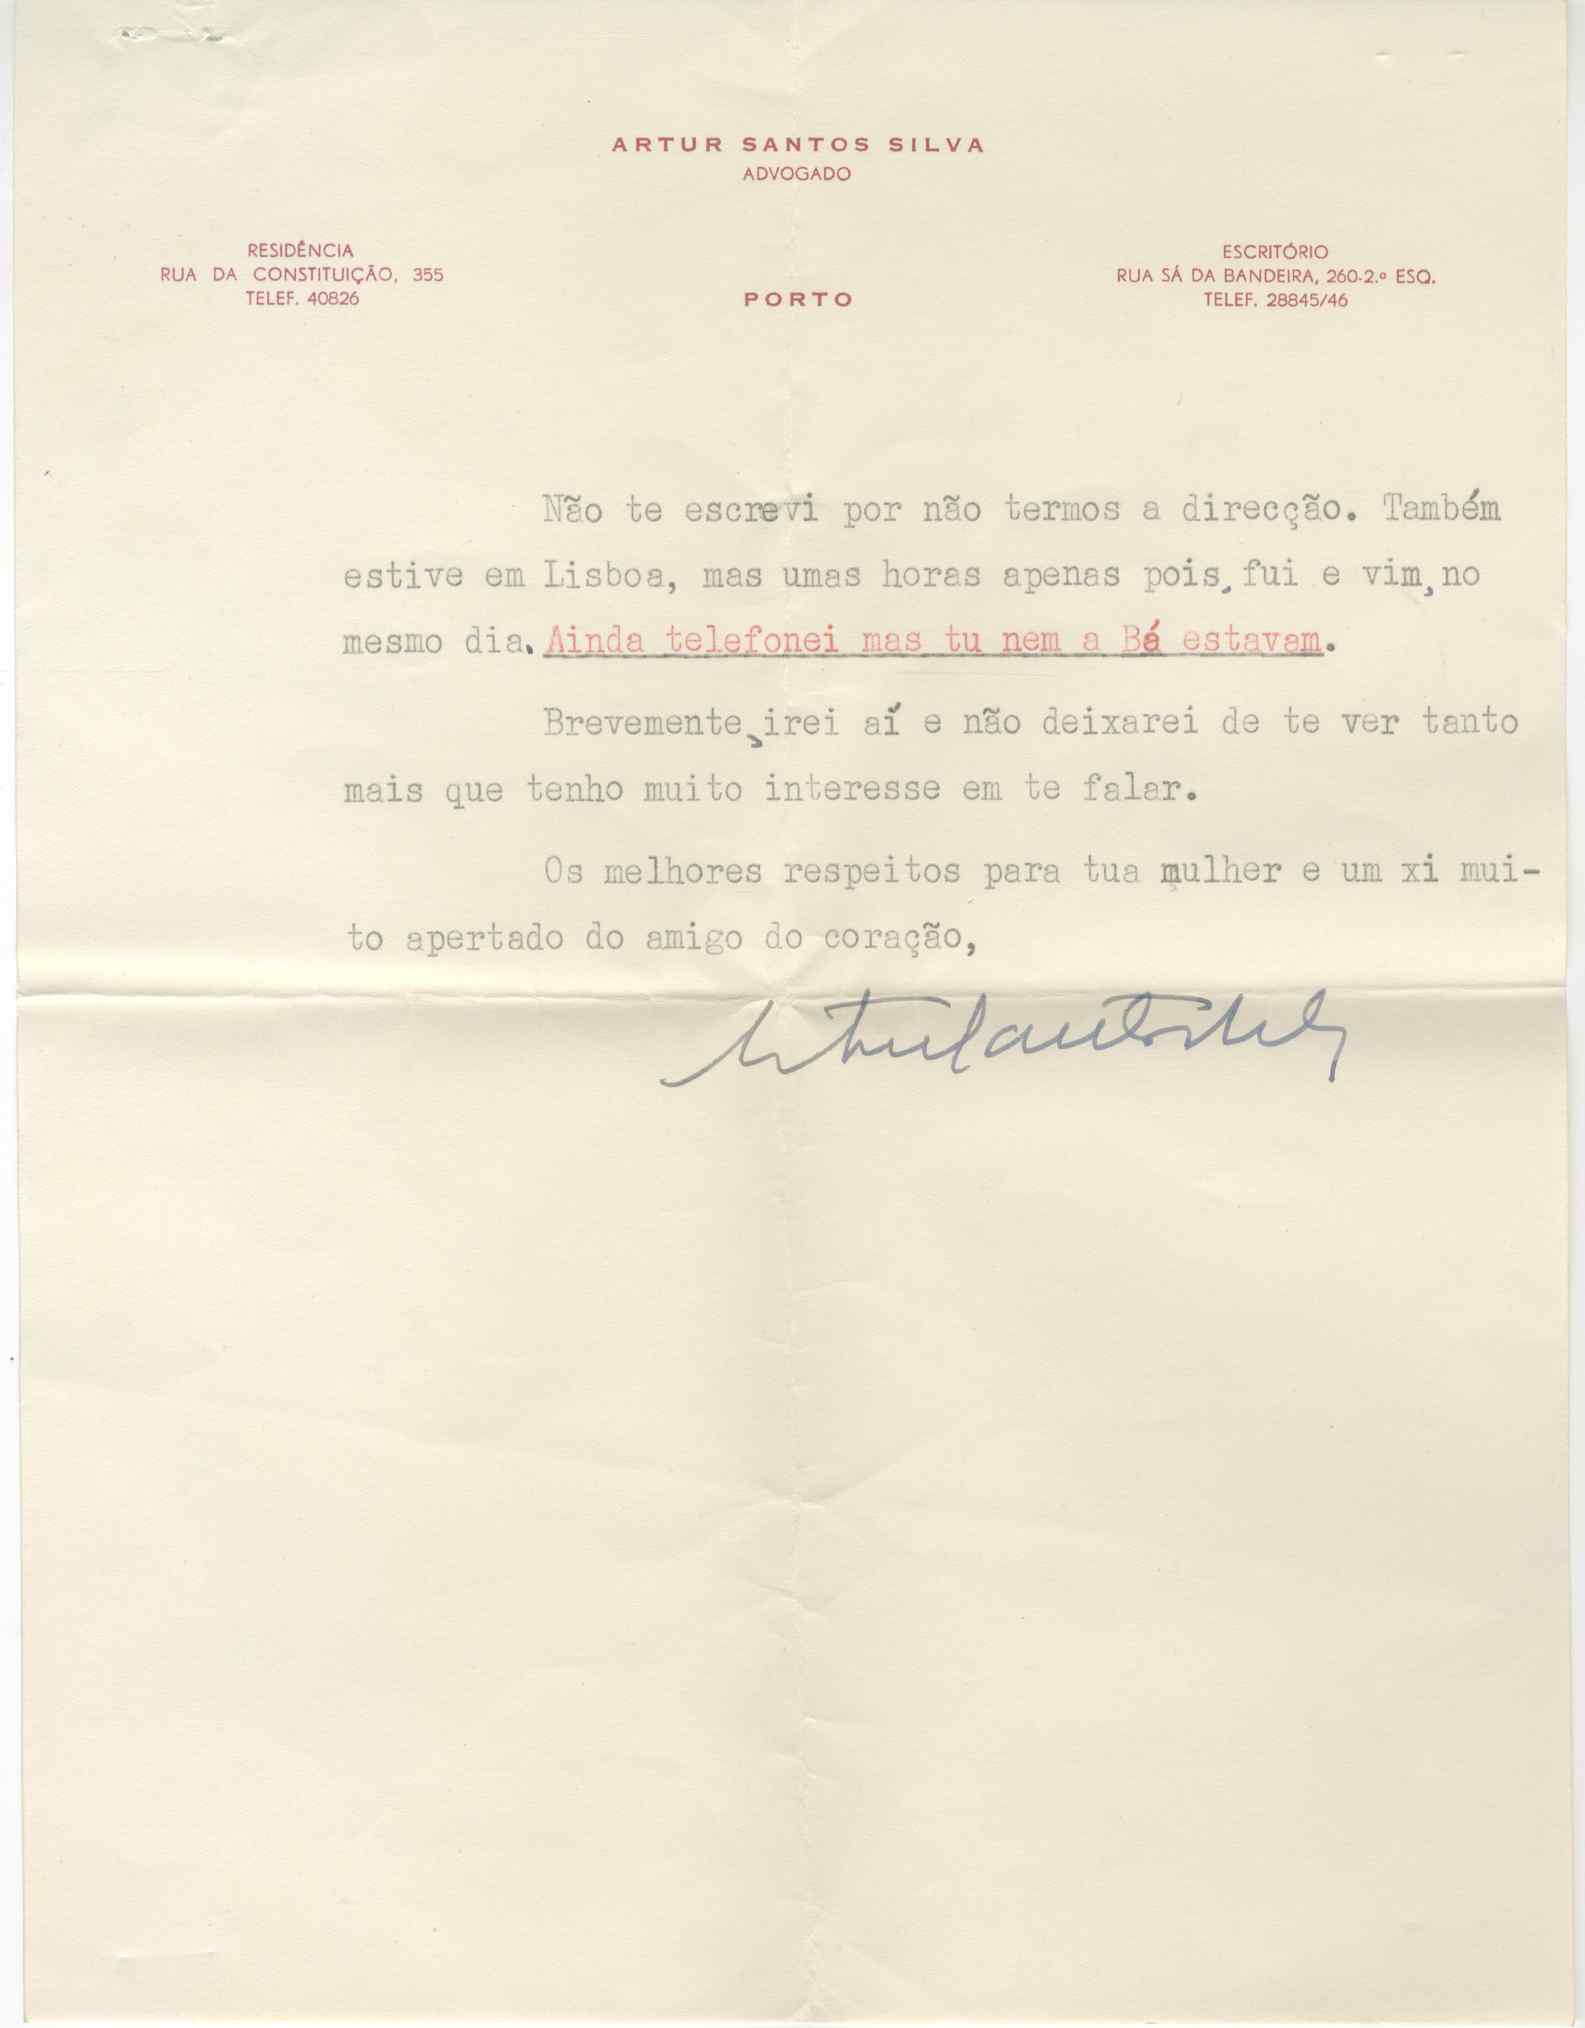 ARTUR SANTOS SILVA
ADVOGADO
RESIDÊNCIA
RUA DA CONSTITUIÇÃO, 355
TELEF. 40826
PORTO
ESCRITÓRIO
RUA SÁ DA BANDEIRA, 260-2.º ESQ.
TELEF. 28845/46
Não te escrevi por não termos a direcção. Também
estive em Lisboa, mas umas horas apenas pois, fui e vim, no
mesmo dia. Ainda telefonei mas tu nem a Bá estavam.
Brevemente, irei aí e não deixarei de te ver tanto
mais que tenho muito interesse em te falar.
Os melhores respeitos para tua mulher e um xi mui-
to apertado do amigo do coração,
Artur Santos Silva